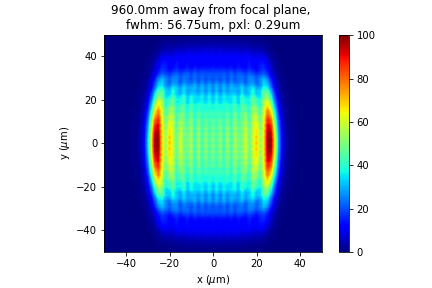 960.0mm away from focal plane,
fwhm: 56.75um, pxl: 0.29um
40
20
0
−20
−40
y (μm)
−40 −20 0 20 40
x (μm)
100
80
60
40
20
0